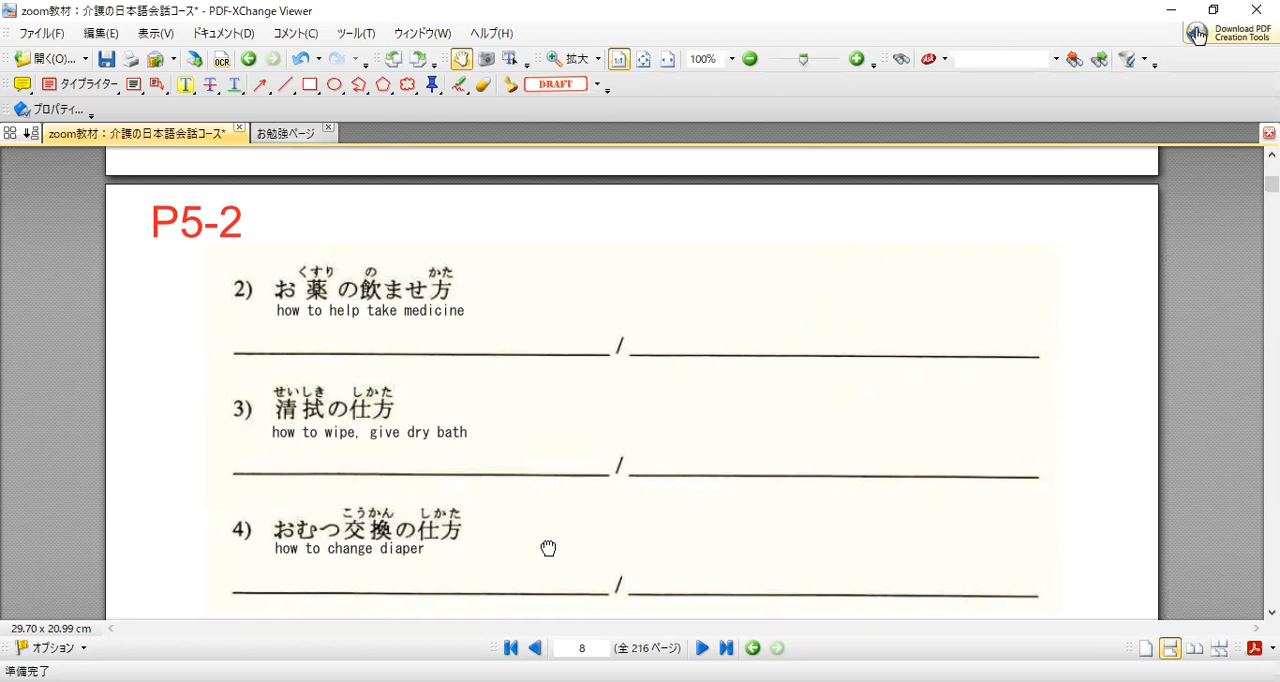 zoom教材：介護の日本語会話コース* - PDF-XChange Viewer
ファイル(F) 編集(E) 表示(V) ドキュメント(D) コメント(C) ツール(T) ウィンドウ(W) ヘルプ(H)
Download PDF
Creation Tools
開く(O)... OCR 拡大 100%
タイプライター DRAFT
プロパティ...
zoom教材：介護の日本語会話コース* お勉強ページ
P5-2
くすり の かた
2) お薬の飲ませ方
how to help take medicine
/
せいしき しかた
3) 清拭の仕方
how to wipe, give dry bath
/
こうかん しかた
4) おむつ交換の仕方
how to change diaper
/
29.70 x 20.99 cm
オプション 8 (全 216 ページ)
準備完了